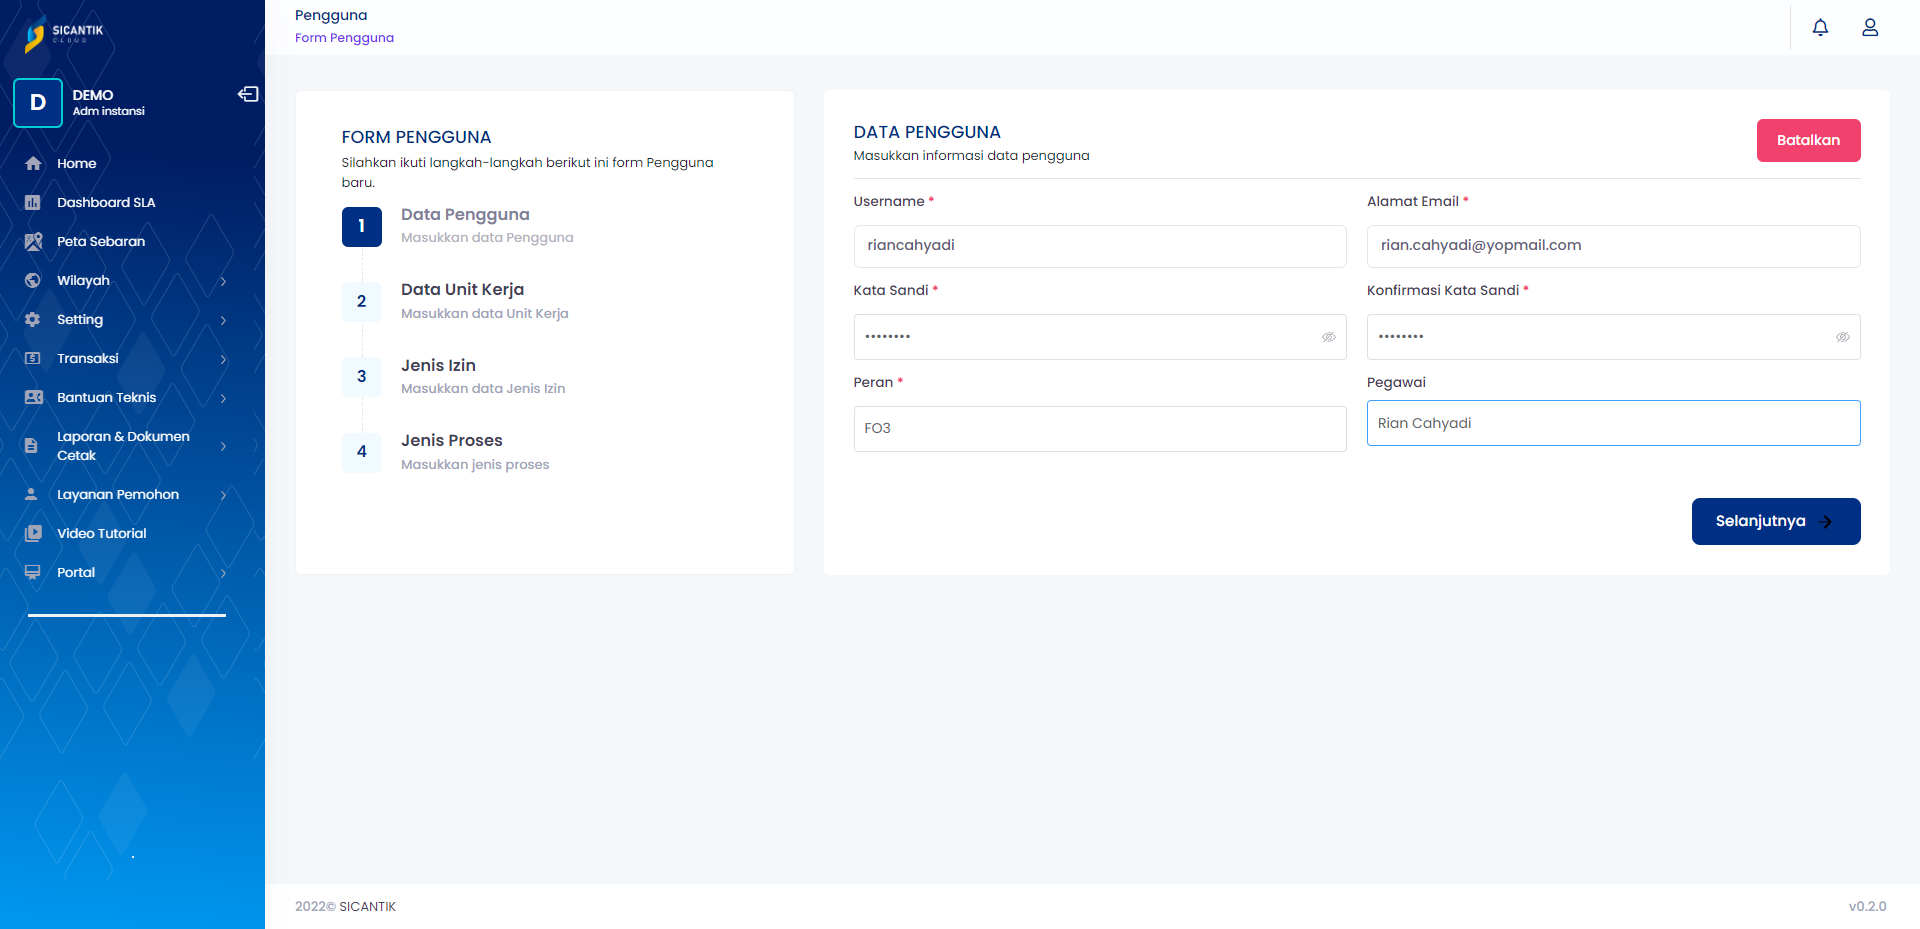 SICANTIK
CLOUD
D
DEMO
Adm instansi
Home
Dashboard SLA
Peta Sebaran
Wilayah
Setting
Transaksi
Bantuan Teknis
Laporan & Dokumen
Cetak
Layanan Pemohon
Video Tutorial
Portal
Pengguna
Form Pengguna
FORM PENGGUNA
Silahkan ikuti langkah-langkah berikut ini form Pengguna
baru.
1
Data Pengguna
Masukkan data Pengguna
2
Data Unit Kerja
Masukkan data Unit Kerja
3
Jenis Izin
Masukkan data Jenis Izin
4
Jenis Proses
Masukkan jenis proses
DATA PENGGUNA
Masukkan informasi data pengguna
Batalkan
Username *
Alamat Email *
riancahyadi
rian.cahyadi@yopmail.com
Kata Sandi *
Konfirmasi Kata Sandi *
••••••••
••••••••
Peran *
Pegawai
FO3
Rian Cahyadi
Selanjutnya
2022© SICANTIK
v0.2.0